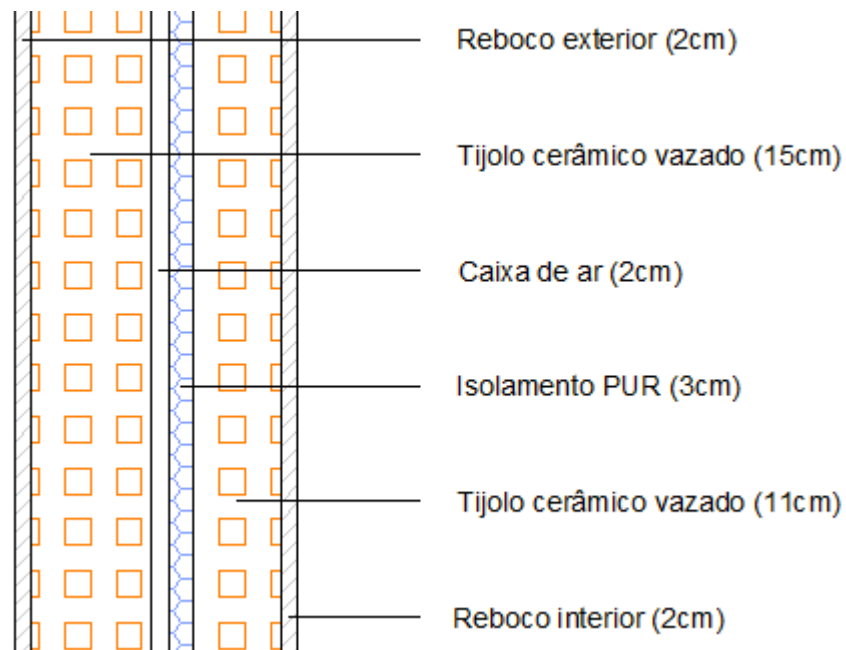 Reboco exterior (2cm)
Tijolo cerâmico vazado (15cm)
Caixa de ar (2cm)
Isolamento PUR (3cm)
Tijolo cerâmico vazado (11cm)
Reboco interior (2cm)